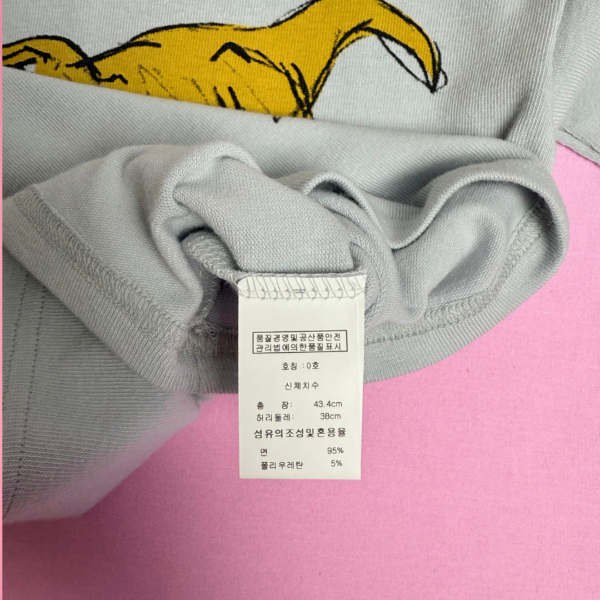 품질경영및공산품안전
관리법에의한품질표시
호칭 : 0호
신체치수
총 장: 43.4cm
허리둘레: 38cm
섬유의조성및혼용율
면 95%
폴리우레탄 5%